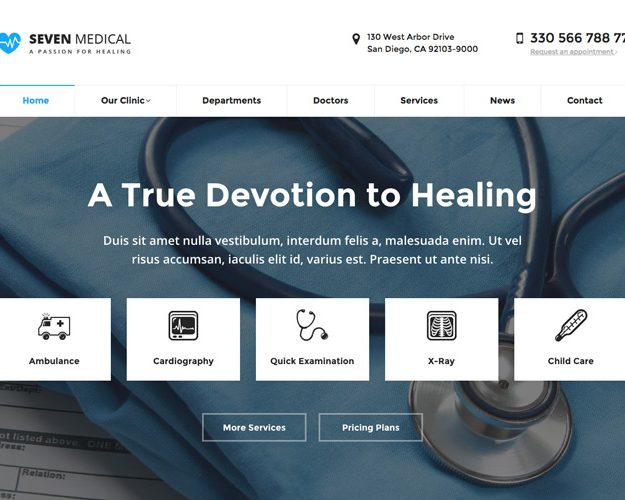 SEVEN MEDICAL
A PASSION FOR HEALING
130 West Arbor Drive
San Diego, CA 92103-9000
330 566 788 77
Request an appointment
Home
Our Clinic
Departments
Doctors
Services
News
Contact
A True Devotion to Healing
Duis sit amet nulla vestibulum, interdum felis a, malesuada enim. Ut vel
risus accumsan, iaculis elit id, varius est. Praesent ut ante nisi.
Ambulance
Cardiography
Quick Examination
X-Ray
Child Care
More Services
Pricing Plans
not listed above.
Relation: